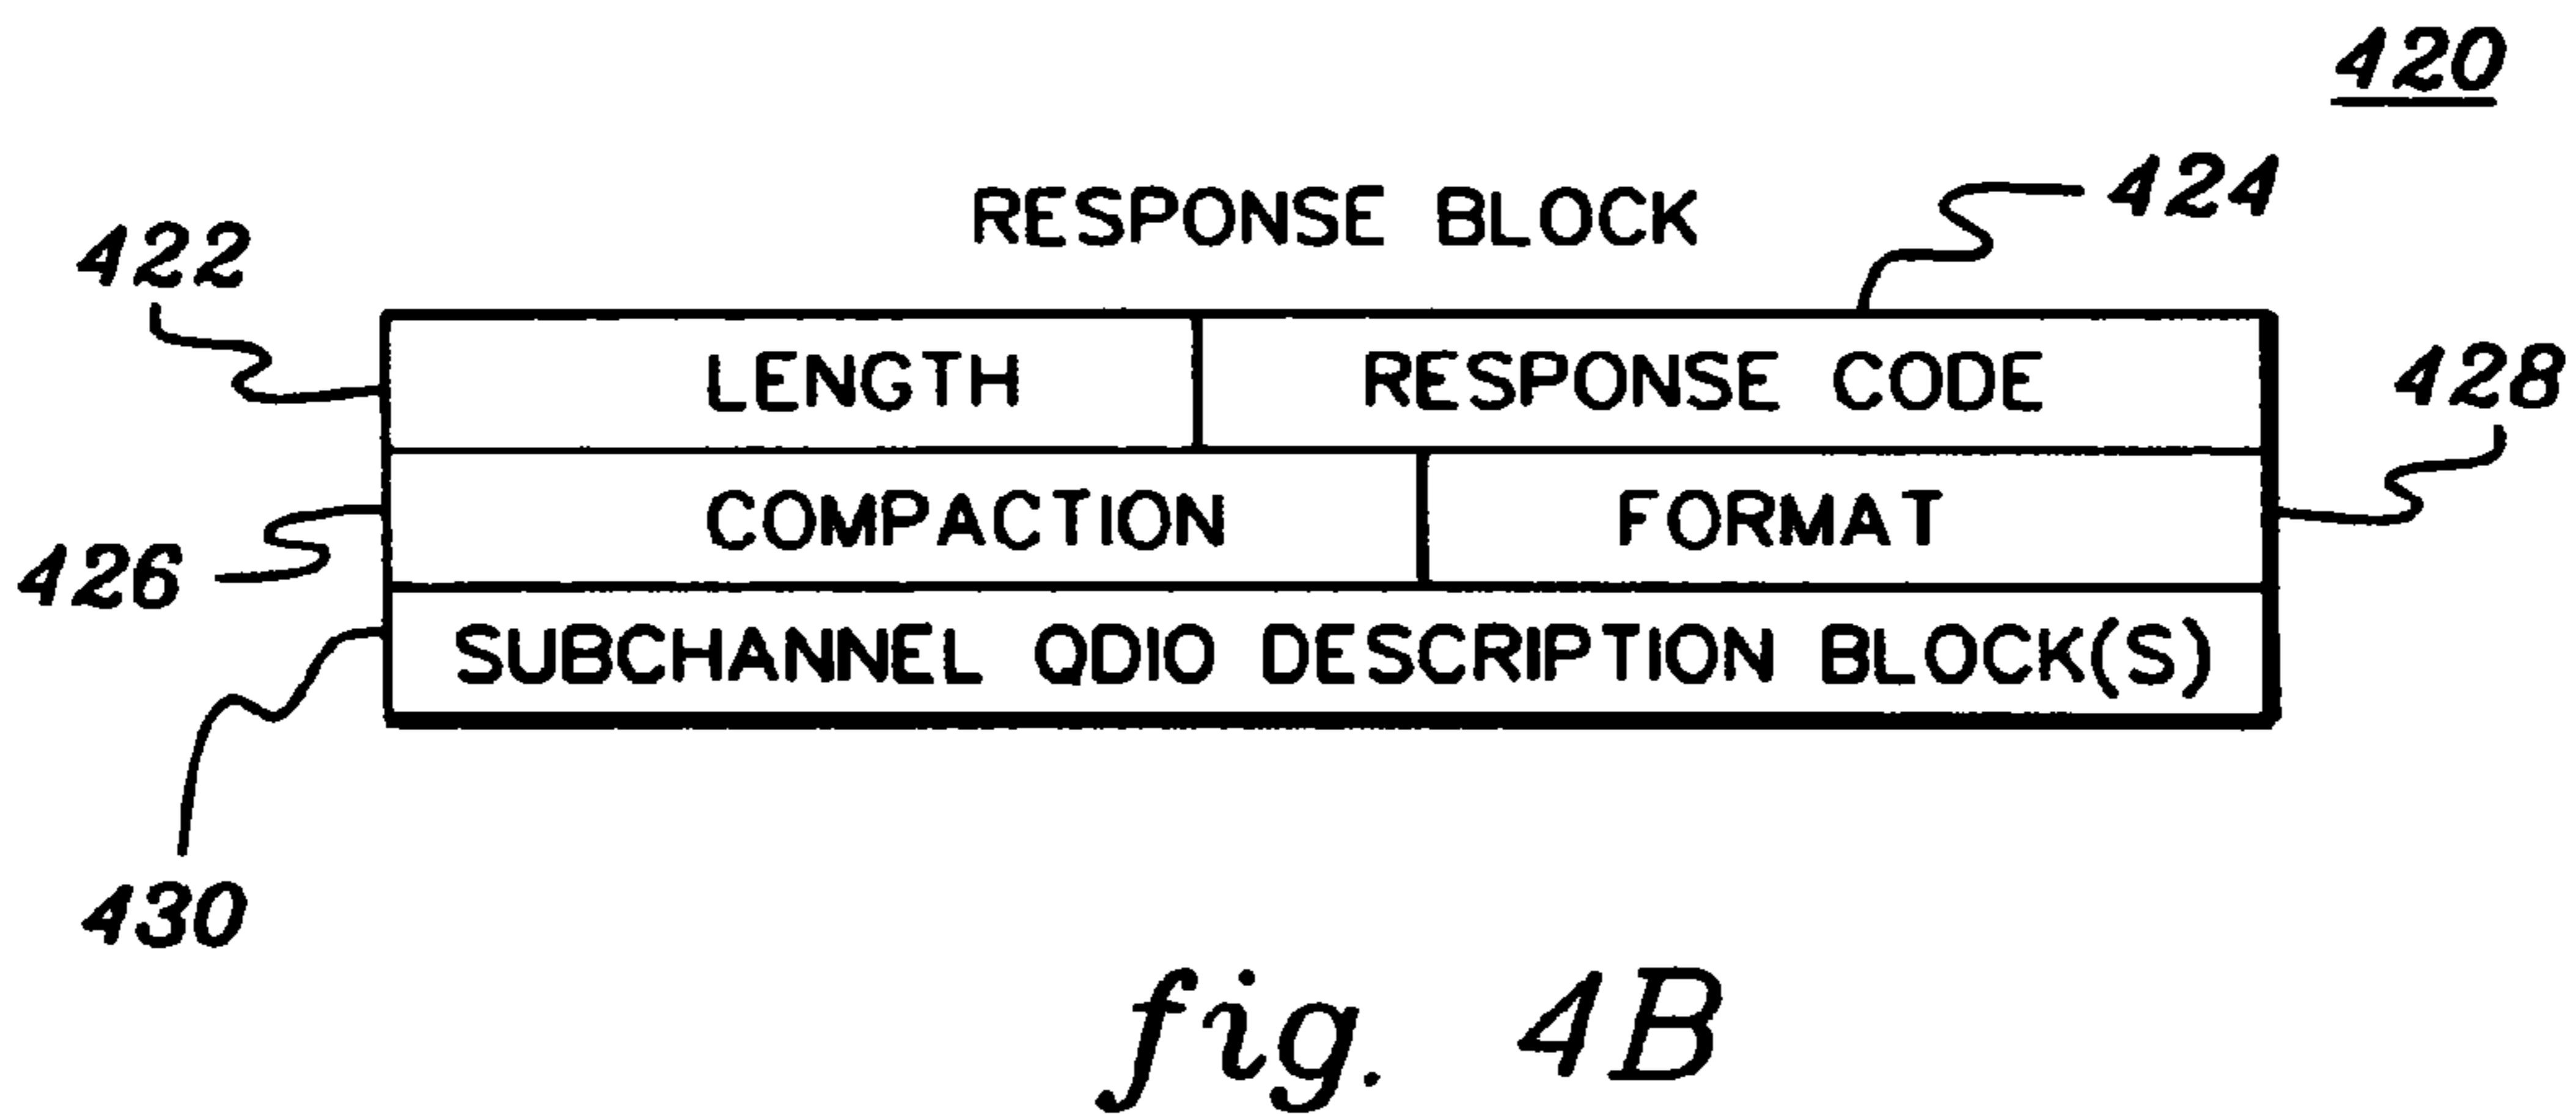 420
RESPONSE BLOCK
424
422
LENGTH RESPONSE CODE
428
COMPACTION FORMAT
426
SUBCHANNEL QDIO DESCRIPTION BLOCK(S)
430
fig. 4B